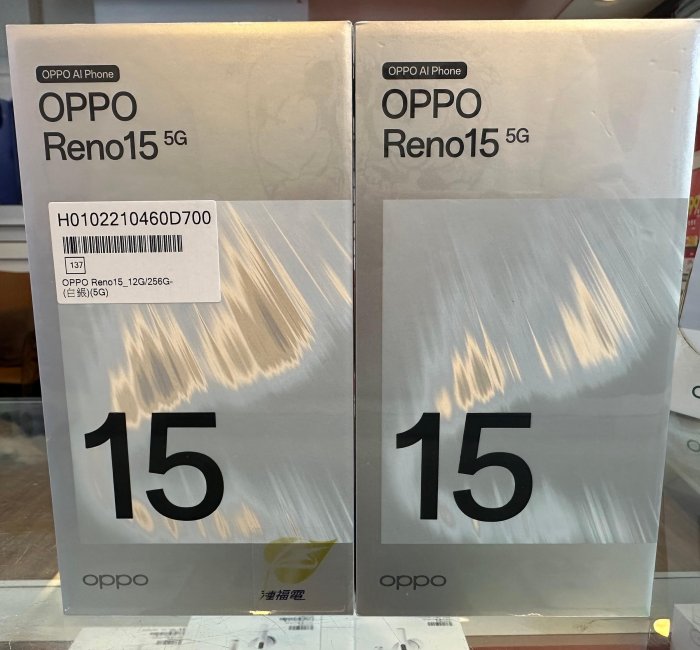 OPPO AI Phone
OPPO
Reno15 5G
H0102210460D700
137
OPPO Reno15_12G/256G-
(白銀)(5G)
15
oppo
OPPO AI Phone
OPPO
Reno15 5G
15
oppo